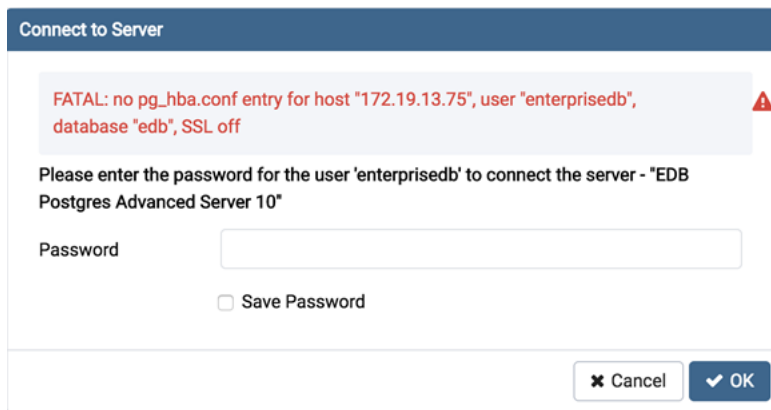 Connect to Server
FATAL: no pg_hba.conf entry for host "172.19.13.75", user "enterprisedb",
database "edb", SSL off
Please enter the password for the user 'enterprisedb' to connect the server - "EDB
Postgres Advanced Server 10"
Password
Save Password
Cancel
OK